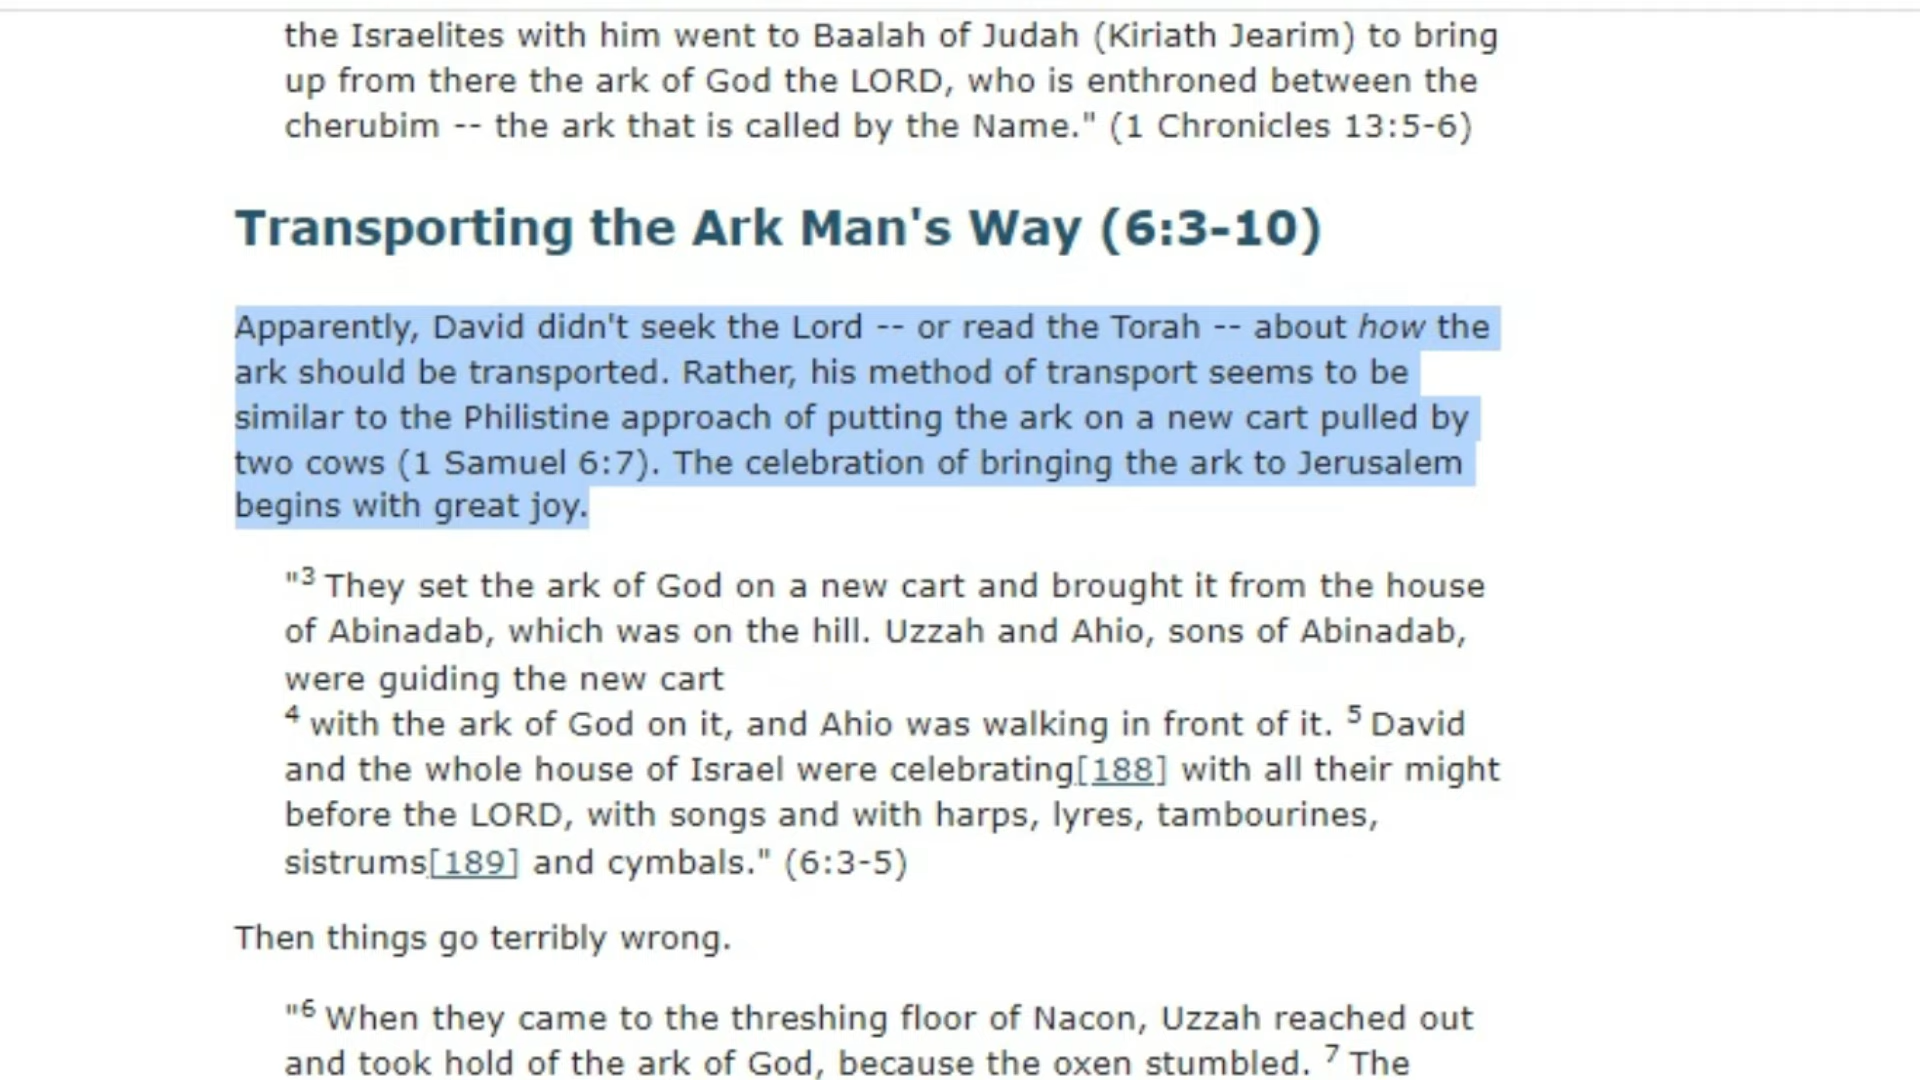 the Israelites with him went to Baalah of Judah (Kiriath Jearim) to bring
up from there the ark of God the LORD, who is enthroned between the
cherubim -- the ark that is called by the Name." (1 Chronicles 13:5-6)
Transporting the Ark Man's Way (6:3-10)
Apparently, David didn't seek the Lord -- or read the Torah -- about how the
ark should be transported. Rather, his method of transport seems to be
similar to the Philistine approach of putting the ark on a new cart pulled by
two cows (1 Samuel 6:7). The celebration of bringing the ark to Jerusalem
begins with great joy.
"3 They set the ark of God on a new cart and brought it from the house
of Abinadab, which was on the hill. Uzzah and Ahio, sons of Abinadab,
were guiding the new cart
4 with the ark of God on it, and Ahio was walking in front of it. 5 David
and the whole house of Israel were celebrating[188] with all their might
before the LORD, with songs and with harps, lyres, tambourines,
sistrums[189] and cymbals." (6:3-5)
Then things go terribly wrong.
"6 When they came to the threshing floor of Nacon, Uzzah reached out
and took hold of the ark of God, because the oxen stumbled. 7 The